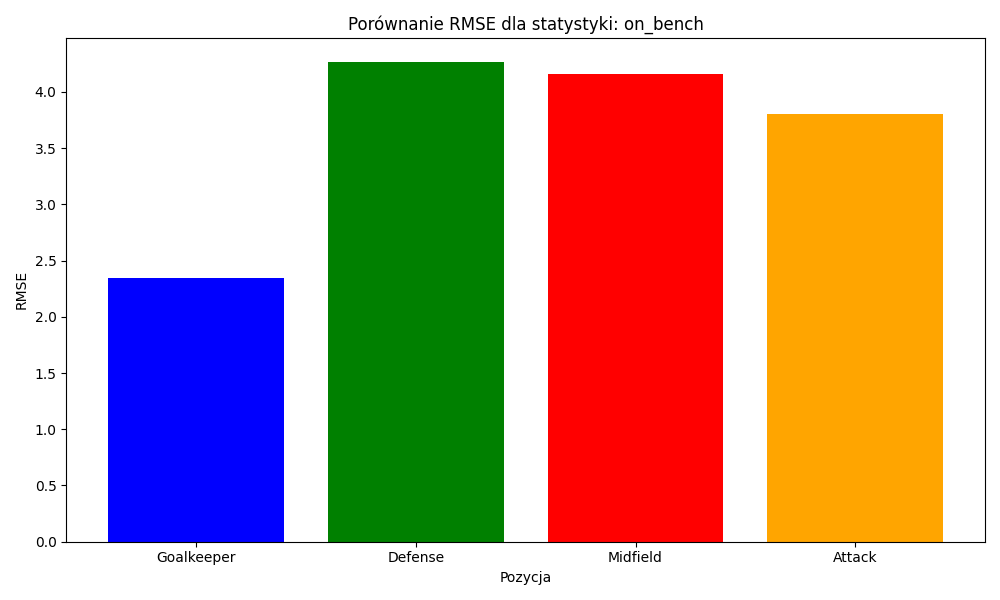 Porównanie RMSE dla statystyki: on_bench
RMSE
4.0
3.5
3.0
2.5
2.0
1.5
1.0
0.5
0.0
Goalkeeper
Defense
Midfield
Attack
Pozycja